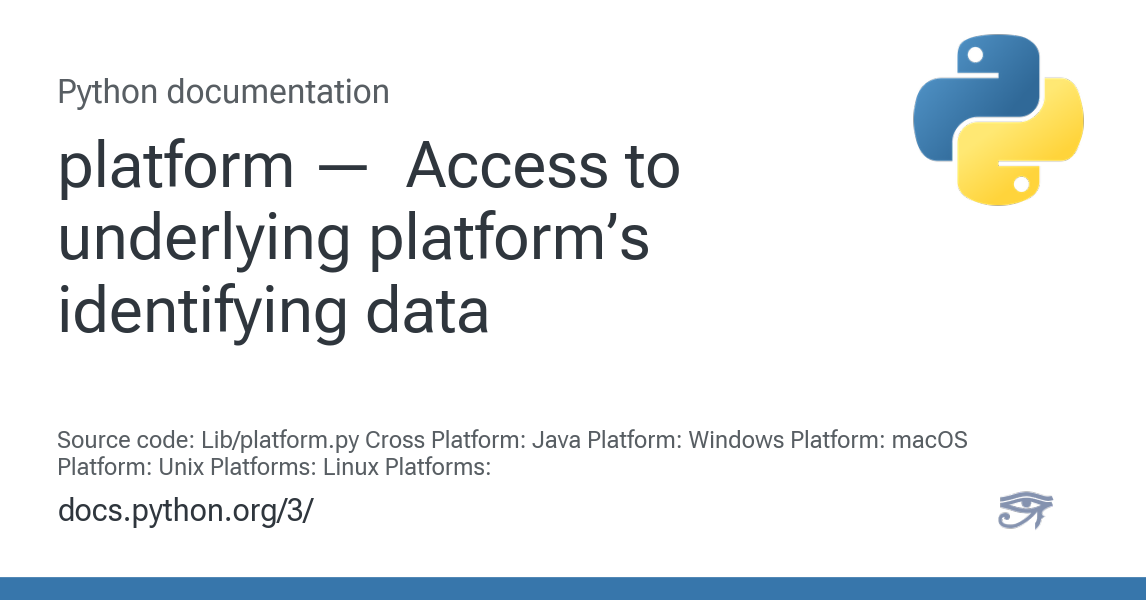 Python documentation
platform — Access to
underlying platform’s
identifying data
Source code: Lib/platform.py Cross Platform: Java Platform: Windows Platform: macOS
Platform: Unix Platforms: Linux Platforms:
docs.python.org/3/